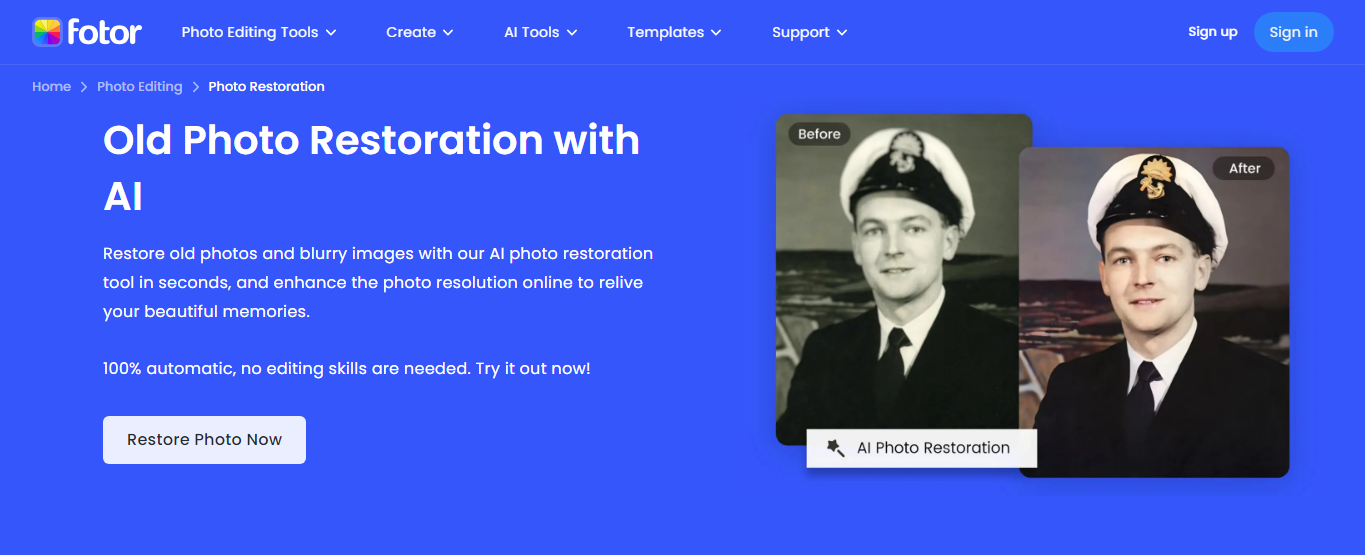 fotor
Photo Editing Tools
Create
AI Tools
Templates
Support
Sign up
Sign in
Home
Photo Editing
Photo Restoration
Old Photo Restoration with
AI
Restore old photos and blurry images with our AI photo restoration
tool in seconds, and enhance the photo resolution online to relive
your beautiful memories.
100% automatic, no editing skills are needed. Try it out now!
Restore Photo Now
Before
After
AI Photo Restoration